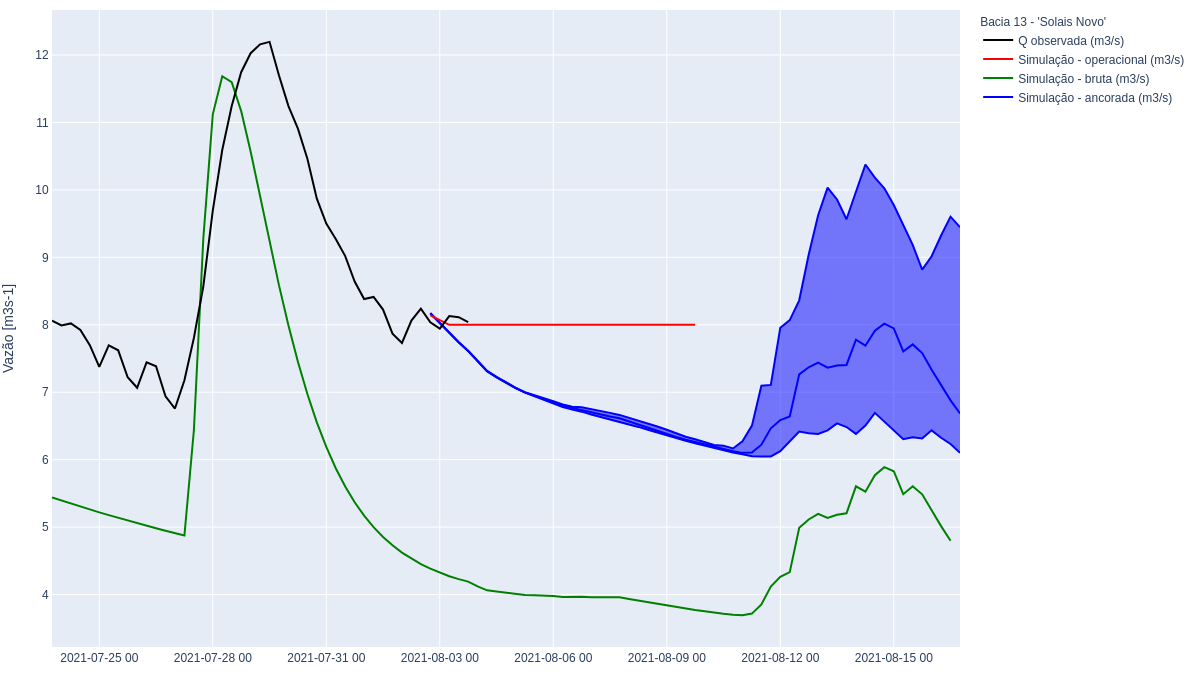 Bacia 13 - 'Solais Novo'
Q observada (m3/s)
Simulação - operacional (m3/s)
Simulação - bruta (m3/s)
Simulação - ancorada (m3/s)
Vazão [m3s-1]
12
11
10
9
8
7
6
5
4
2021-07-25 00
2021-07-28 00
2021-07-31 00
2021-08-03 00
2021-08-06 00
2021-08-09 00
2021-08-12 00
2021-08-15 00